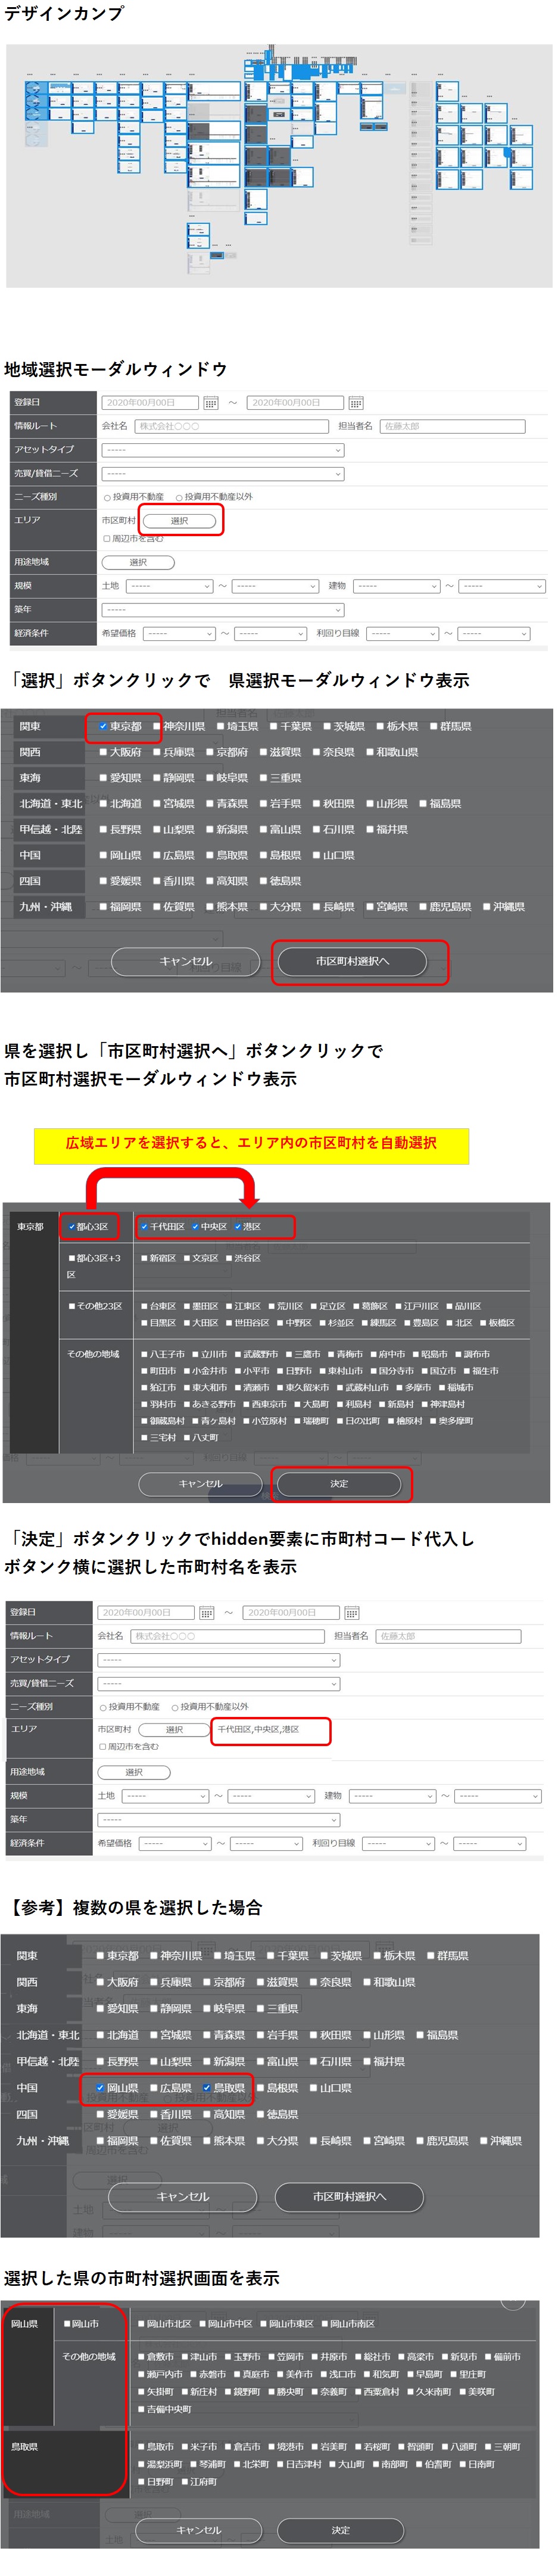 デザインカンプ
地域選択モーダルウィンドウ
登録日 2020年00月00日 ～ 2020年00月00日
情報ルート 会社名 株式会社○○○ 担当者名 佐藤太郎
アセットタイプ -----
売買/賃借ニーズ -----
ニーズ種別 投資用不動産 投資用不動産以外
エリア 市区町村 選択
周辺市を含む
用途地域 選択
規模 土地 ----- ～ ----- 建物 ----- ～ -----
築年 -----
経済条件 希望価格 ----- ～ ----- 利回り目線 ----- ～ -----
「選択」ボタンクリックで 県選択モーダルウィンドウ表示
関東 東京都 神奈川県 埼玉県 千葉県 茨城県 栃木県 群馬県
関西 大阪府 兵庫県 京都府 滋賀県 奈良県 和歌山県
東海 愛知県 静岡県 岐阜県 三重県
北海道・東北 北海道 宮城県 青森県 岩手県 秋田県 山形県 福島県
甲信越・北陸 長野県 山梨県 新潟県 富山県 石川県 福井県
中国 岡山県 広島県 鳥取県 島根県 山口県
四国 愛媛県 香川県 高知県 徳島県
九州・沖縄 福岡県 佐賀県 熊本県 大分県 長崎県 宮崎県 鹿児島県 沖縄県
キャンセル 市区町村選択へ
県を選択し「市区町村選択へ」ボタンクリックで
市区町村選択モーダルウィンドウ表示
広域エリアを選択すると、エリア内の市区町村を自動選択
東京都 都心3区 千代田区 中央区 港区
都心3区+3区 新宿区 文京区 渋谷区
その他23区 台東区 墨田区 江東区 荒川区 足立区 葛飾区 江戸川区 品川区
目黒区 大田区 世田谷区 中野区 杉並区 練馬区 豊島区 北区 板橋区
その他の地域 八王子市 立川市 武蔵野市 三鷹市 青梅市 府中市 昭島市 調布市
町田市 小金井市 小平市 日野市 東村山市 国分寺市 国立市 福生市
狛江市 東大和市 清瀬市 東久留米市 武蔵村山市 多摩市 稲城市
羽村市 あきる野市 西東京市 大島町 利島村 新島村 神津島村
御蔵島村 青ヶ島村 小笠原村 瑞穂町 日の出町 檜原村 奥多摩町
三宅村 八丈町
キャンセル 決定
「決定」ボタンクリックでhidden要素に市町村コード代入し
ボタンク横に選択した市町村名を表示
登録日 2020年00月00日 ～ 2020年00月00日
情報ルート 会社名 株式会社○○○ 担当者名 佐藤太郎
アセットタイプ -----
売買/賃借ニーズ -----
ニーズ種別 投資用不動産 投資用不動産以外
エリア 市区町村 選択 千代田区,中央区,港区
周辺市を含む
用途地域 選択
規模 土地 ----- ～ ----- 建物 ----- ～ -----
築年 -----
経済条件 希望価格 ----- ～ ----- 利回り目線 ----- ～ -----
【参考】複数の県を選択した場合
関東 東京都 神奈川県 埼玉県 千葉県 茨城県 栃木県 群馬県
関西 大阪府 兵庫県 京都府 滋賀県 奈良県 和歌山県
東海 愛知県 静岡県 岐阜県 三重県
北海道・東北 北海道 宮城県 青森県 岩手県 秋田県 山形県 福島県
甲信越・北陸 長野県 山梨県 新潟県 富山県 石川県 福井県
中国 岡山県 広島県 鳥取県 島根県 山口県
四国 愛媛県 香川県 高知県 徳島県
九州・沖縄 福岡県 佐賀県 熊本県 大分県 長崎県 宮崎県 鹿児島県 沖縄県
キャンセル 市区町村選択へ
選択した県の市町村選択画面を表示
岡山県 岡山市 岡山市北区 岡山市中区 岡山市東区 岡山市南区
その他の地域 倉敷市 津山市 玉野市 笠岡市 井原市 総社市 高梁市 新見市 備前市
瀬戸内市 赤磐市 真庭市 美作市 浅口市 和気町 早島町 里庄町
矢掛町 新庄村 鏡野町 勝央町 奈義町 西粟倉村 久米南町 美咲町
吉備中央町
鳥取県 鳥取市 米子市 倉吉市 境港市 岩美町 若桜町 智頭町 八頭町 三朝町
湯梨浜町 琴浦町 北栄町 日吉津村 大山町 南部町 伯耆町 日南町
日野町 江府町
キャンセル 決定